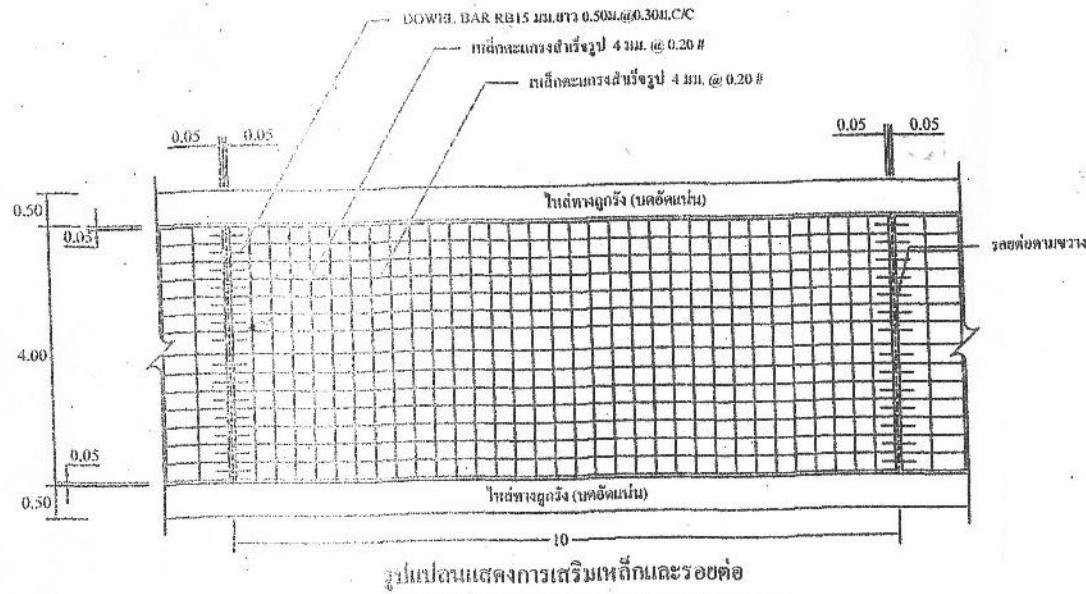 DOWEL BAR RB15 มม.ยาว 0.50ม.@0.30ม.C/C
เหล็กตะแกรงสำเร็จรูป 4 มม. @ 0.20 #
เหล็กตะแกรงสำเร็จรูป 4 มม. @ 0.20 #
0.05 0.05
0.05 0.05
ไหล่ทางลูกรัง (บดอัดแน่น)
0.50
0.05
รอยต่อตามขวาง
4.00
0.05
0.50
ไหล่ทางลูกรัง (บดอัดแน่น)
10
รูปแปลนแสดงการเสริมเหล็กและรอยต่อ